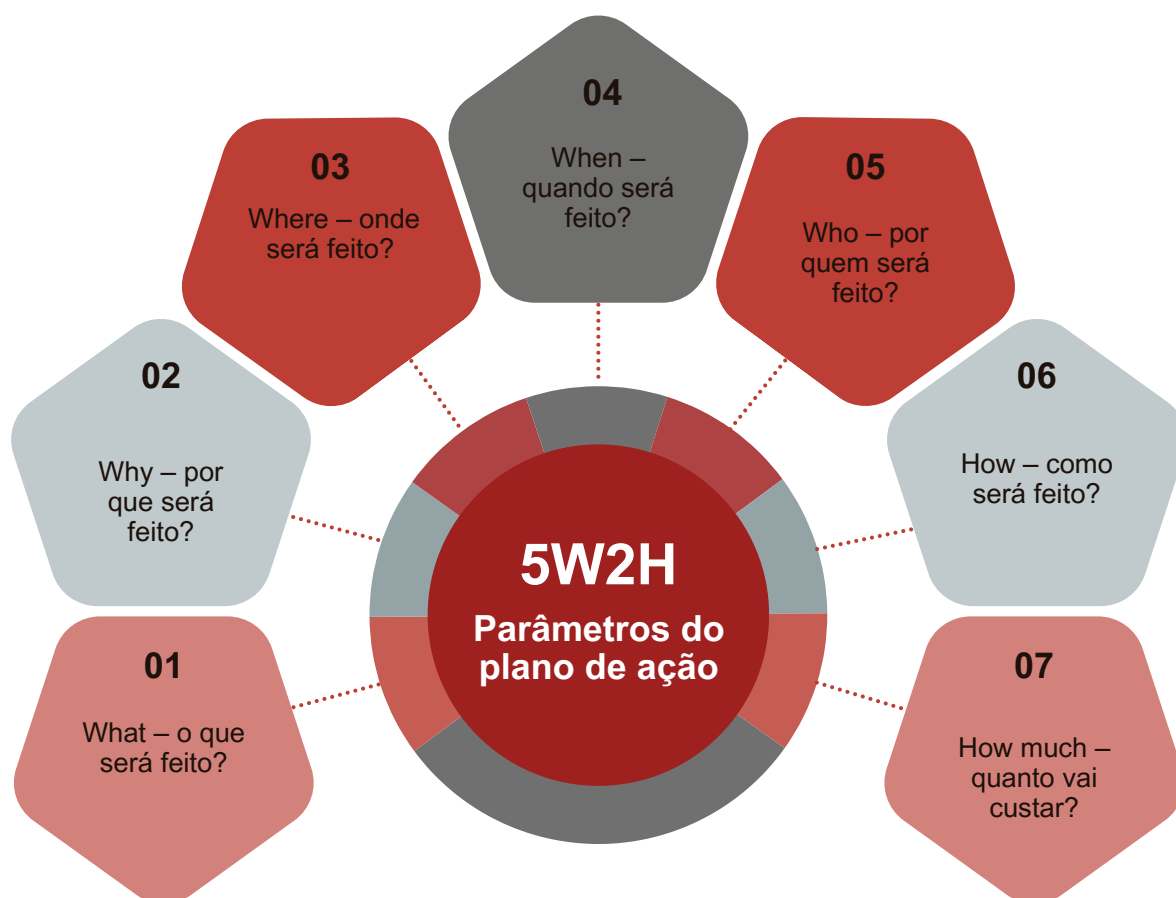 01
What – o que
será feito?
02
Why – por
que será
feito?
03
Where – onde
será feito?
04
When –
quando será
feito?
05
Who – por
quem será
feito?
06
How – como
será feito?
07
How much –
quanto vai
custar?
5W2H
Parâmetros do
plano de ação